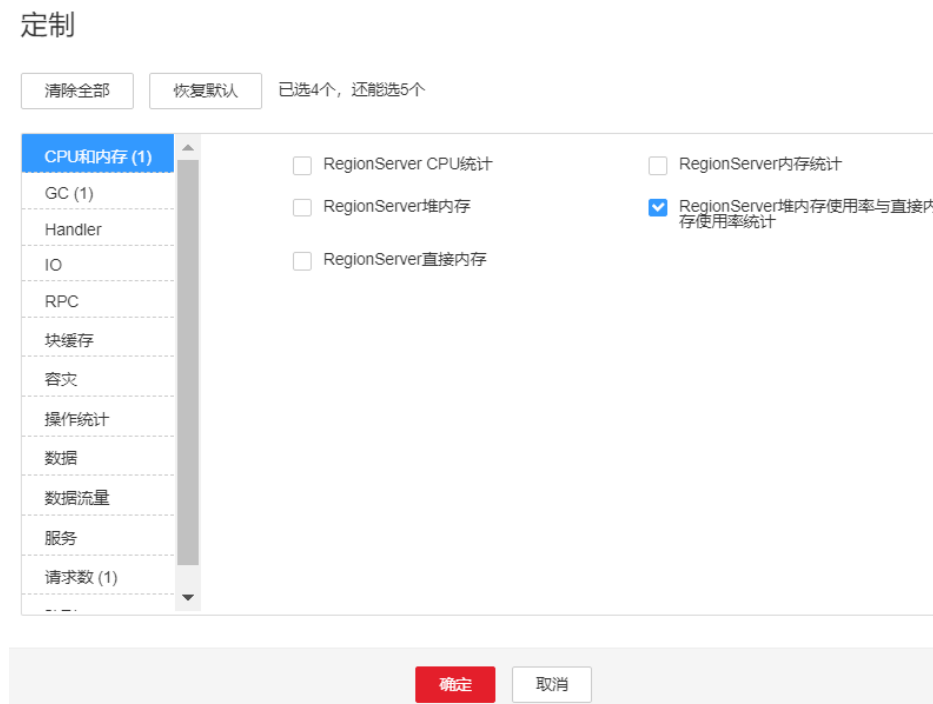 定制
清除全部
恢复默认
已选4个，还能选5个
CPU和内存 (1)
GC (1)
Handler
IO
RPC
块缓存
容灾
操作统计
数据
数据流量
服务
请求数 (1)
RegionServer CPU统计
RegionServer内存统计
RegionServer堆内存
RegionServer堆内存使用率与直接内
存使用率统计
RegionServer直接内存
确定
取消